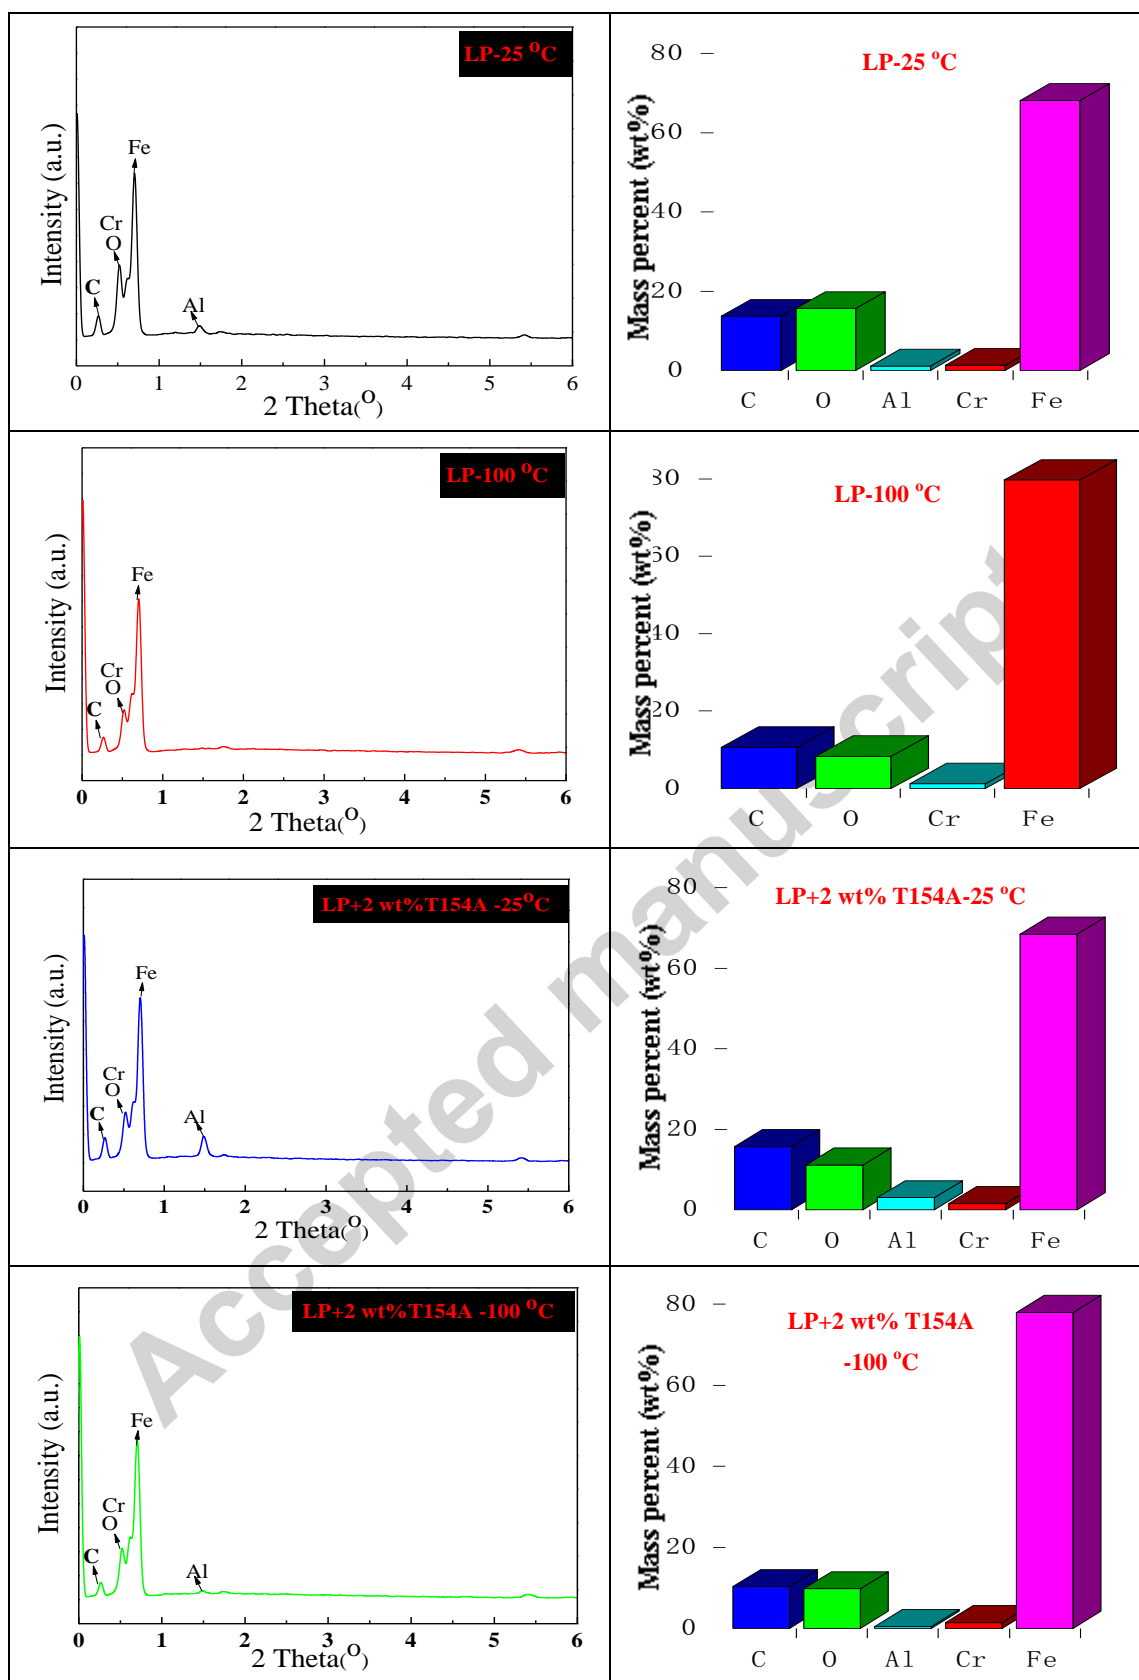 LP-25 °C
Intensity (a.u.)
Fe
Cr
O
C
Al
0 1 2 3 4 5 6
2 Theta(O)
LP-25 °C
Mass percent (wt%)
80
60
40
20
0
C O Al Cr Fe
LP-100 °C
Intensity (a.u.)
Fe
Cr
O
C
0 1 2 3 4 5 6
2 Theta(O)
LP-100 °C
Mass percent (wt%)
80
60
40
20
0
C O Cr Fe
LP+2 wt%T154A -25°C
Intensity (a.u.)
Fe
Cr
O
C
Al
0 1 2 3 4 5 6
2 Theta(O)
LP+2 wt% T154A-25 °C
Mass percent (wt%)
80
60
40
20
0
C O Al Cr Fe
LP+2 wt%T154A -100 °C
Intensity (a.u.)
Fe
Cr
O
C
Al
0 1 2 3 4 5 6
2 Theta(O)
LP+2 wt% T154A
-100 °C
Mass percent (wt%)
80
60
40
20
0
C O Al Cr Fe
Accepted manuscript